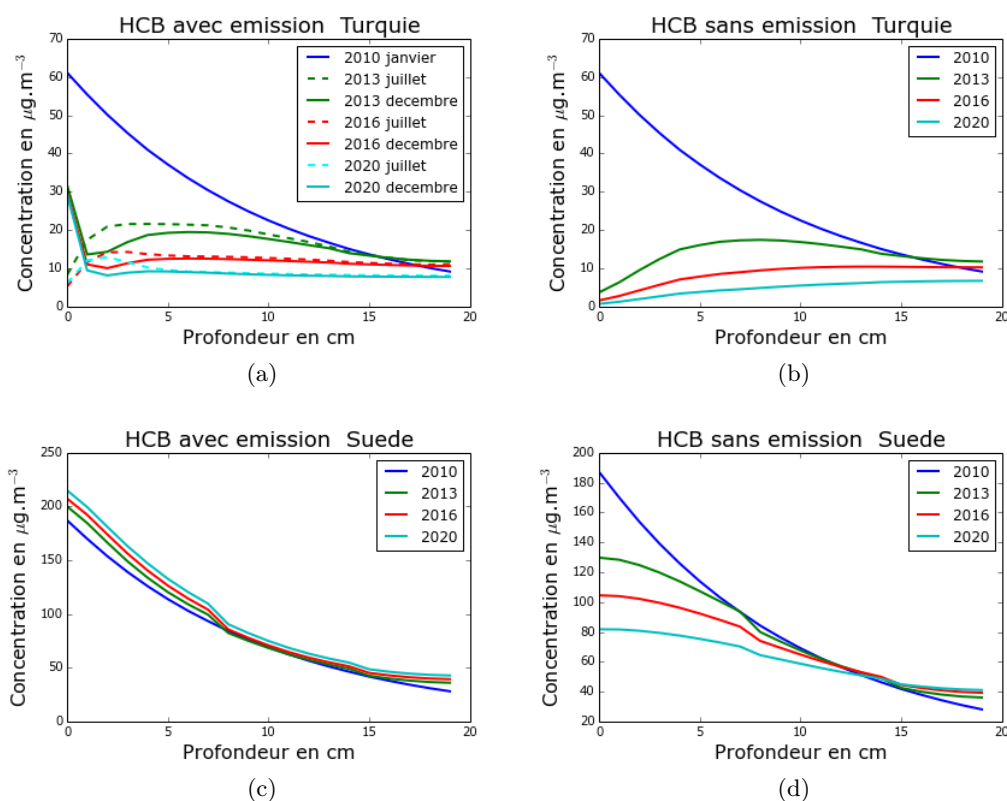 HCB avec emission Turquie
Concentration en μg.m⁻³
70
60
50
40
30
20
10
0
2010 janvier
2013 juillet
2013 decembre
2016 juillet
2016 decembre
2020 juillet
2020 decembre
0 5 10 15 20
Profondeur en cm
(a)
HCB sans emission Turquie
Concentration en μg.m⁻³
70
60
50
40
30
20
10
0
2010
2013
2016
2020
0 5 10 15 20
Profondeur en cm
(b)
HCB avec emission Suede
Concentration en μg.m⁻³
250
200
150
100
50
0
2010
2013
2016
2020
0 5 10 15 20
Profondeur en cm
(c)
HCB sans emission Suede
Concentration en μg.m⁻³
200
180
160
140
120
100
80
60
40
20
2010
2013
2016
2020
0 5 10 15 20
Profondeur en cm
(d)